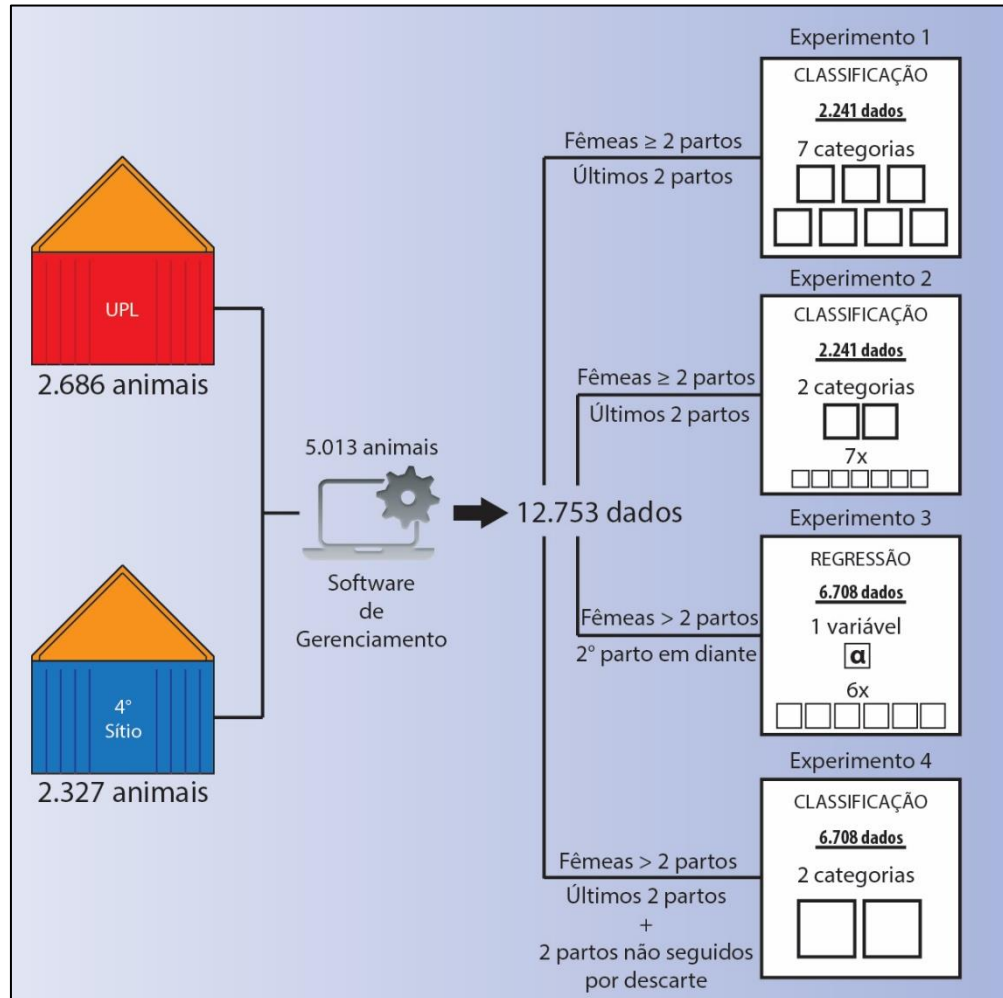 UPL
2.686 animais
4°
Sítio
2.327 animais
5.013 animais
Software
de
Gerenciamento
12.753 dados
Fêmeas ≥ 2 partos
Últimos 2 partos
Experimento 1
CLASSIFICAÇÃO
2.241 dados
7 categorias
Fêmeas ≥ 2 partos
Últimos 2 partos
Experimento 2
CLASSIFICAÇÃO
2.241 dados
2 categorias
7x
Fêmeas > 2 partos
2° parto em diante
Experimento 3
REGRESSÃO
6.708 dados
1 variável
α
6x
Fêmeas > 2 partos
Últimos 2 partos
+
2 partos não seguidos
por descarte
Experimento 4
CLASSIFICAÇÃO
6.708 dados
2 categorias